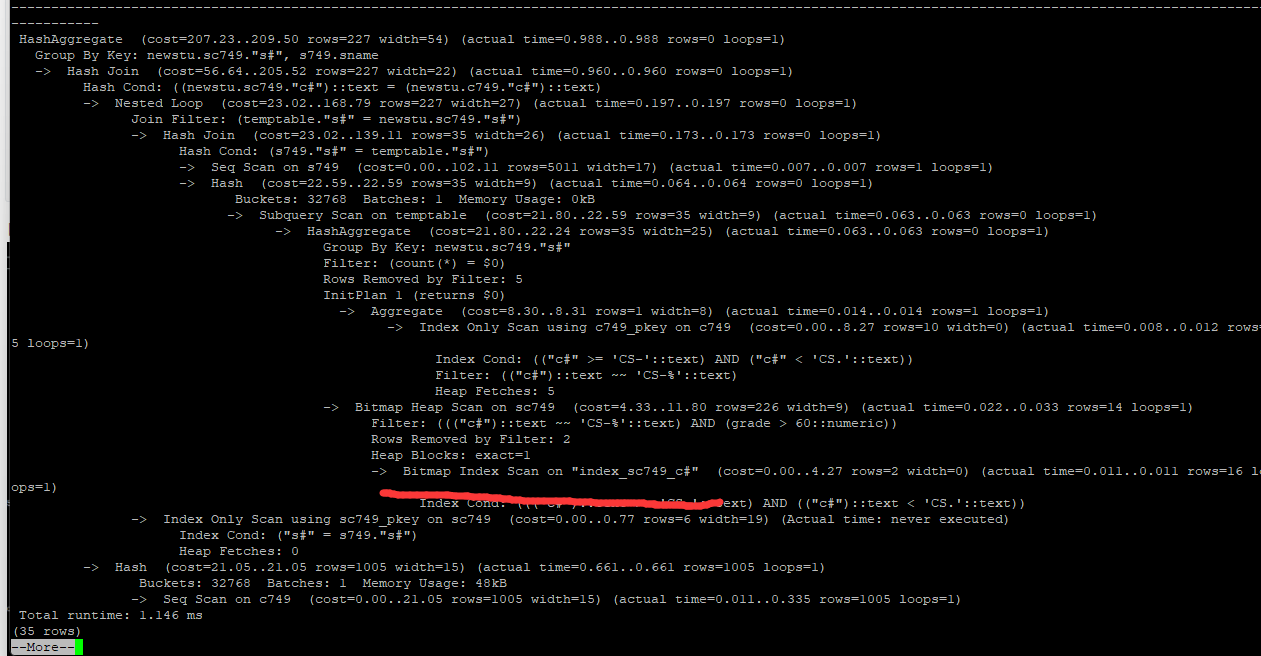 HashAggregate  (cost=207.23..209.50 rows=227 width=54) (actual time=0.988..0.988 rows=0 loops=1)
Group By Key: newstu.sc749."s#", s749.sname
->  Hash Join  (cost=56.64..205.52 rows=227 width=22) (actual time=0.960..0.960 rows=0 loops=1)
Hash Cond: ((newstu.sc749."c#")::text = (newstu.c749."c#")::text)
->  Nested Loop  (cost=23.02..168.79 rows=227 width=27) (actual time=0.197..0.197 rows=0 loops=1)
Join Filter: (temptable."s#" = newstu.sc749."s#")
->  Hash Join  (cost=23.02..139.11 rows=35 width=26) (actual time=0.173..0.173 rows=0 loops=1)
Hash Cond: (s749."s#" = temptable."s#")
->  Seq Scan on s749  (cost=0.00..102.11 rows=5011 width=17) (actual time=0.007..0.007 rows=1 loops=1)
->  Hash  (cost=22.59..22.59 rows=35 width=9) (actual time=0.064..0.064 rows=0 loops=1)
Buckets: 32768  Batches: 1  Memory Usage: 0kB
->  Subquery Scan on temptable  (cost=21.80..22.59 rows=35 width=9) (actual time=0.063..0.063 rows=0 loops=1)
->  HashAggregate  (cost=21.80..22.24 rows=35 width=25) (actual time=0.063..0.063 rows=0 loops=1)
Group By Key: newstu.sc749."s#"
Filter: (count(*) = $0)
Rows Removed by Filter: 5
InitPlan 1 (returns $0)
->  Aggregate  (cost=8.30..8.31 rows=1 width=8) (actual time=0.014..0.014 rows=1 loops=1)
->  Index Only Scan using c749_pkey on c749  (cost=0.00..8.27 rows=10 width=0) (actual time=0.008..0.012 rows=
5 loops=1)
Index Cond: (("c#" >= 'CS-'::text) AND ("c#" < 'CS.'::text))
Filter: (("c#")::text ~~ 'CS-%'::text)
Heap Fetches: 5
->  Bitmap Heap Scan on sc749  (cost=4.33..11.80 rows=226 width=9) (actual time=0.022..0.033 rows=14 loops=1)
Filter: ((("c#")::text ~~ 'CS-%'::text) AND (grade > 60::numeric))
Rows Removed by Filter: 2
Heap Blocks: exact=1
->  Bitmap Index Scan on "index_sc749_c#"  (cost=0.00..4.27 rows=2 width=0) (actual time=0.011..0.011 rows=16 l
oops=1)
Index Cond: AND (("c#")::text < 'CS.'::text))
->  Index Only Scan using sc749_pkey on sc749  (cost=0.00..0.77 rows=6 width=19) (Actual time: never executed)
Index Cond: ("s#" = s749."s#")
Heap Fetches: 0
->  Hash  (cost=21.05..21.05 rows=1005 width=15) (actual time=0.661..0.661 rows=1005 loops=1)
Buckets: 32768  Batches: 1  Memory Usage: 48kB
->  Seq Scan on c749  (cost=0.00..21.05 rows=1005 width=15) (actual time=0.011..0.335 rows=1005 loops=1)
Total runtime: 1.146 ms
(35 rows)
--More--